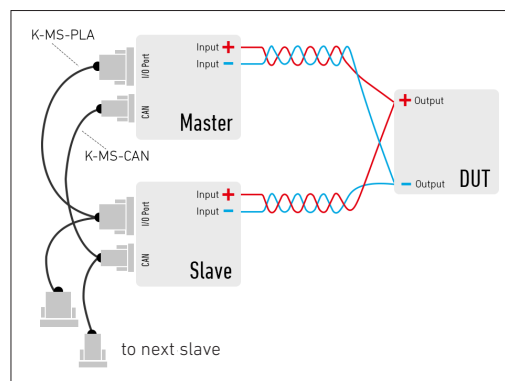 K-MS-PLA
I/O Port
Input +
Input −
CAN
Master
K-MS-CAN
+ Output
− Output
DUT
I/O Port
Input +
Input −
CAN
Slave
to next slave